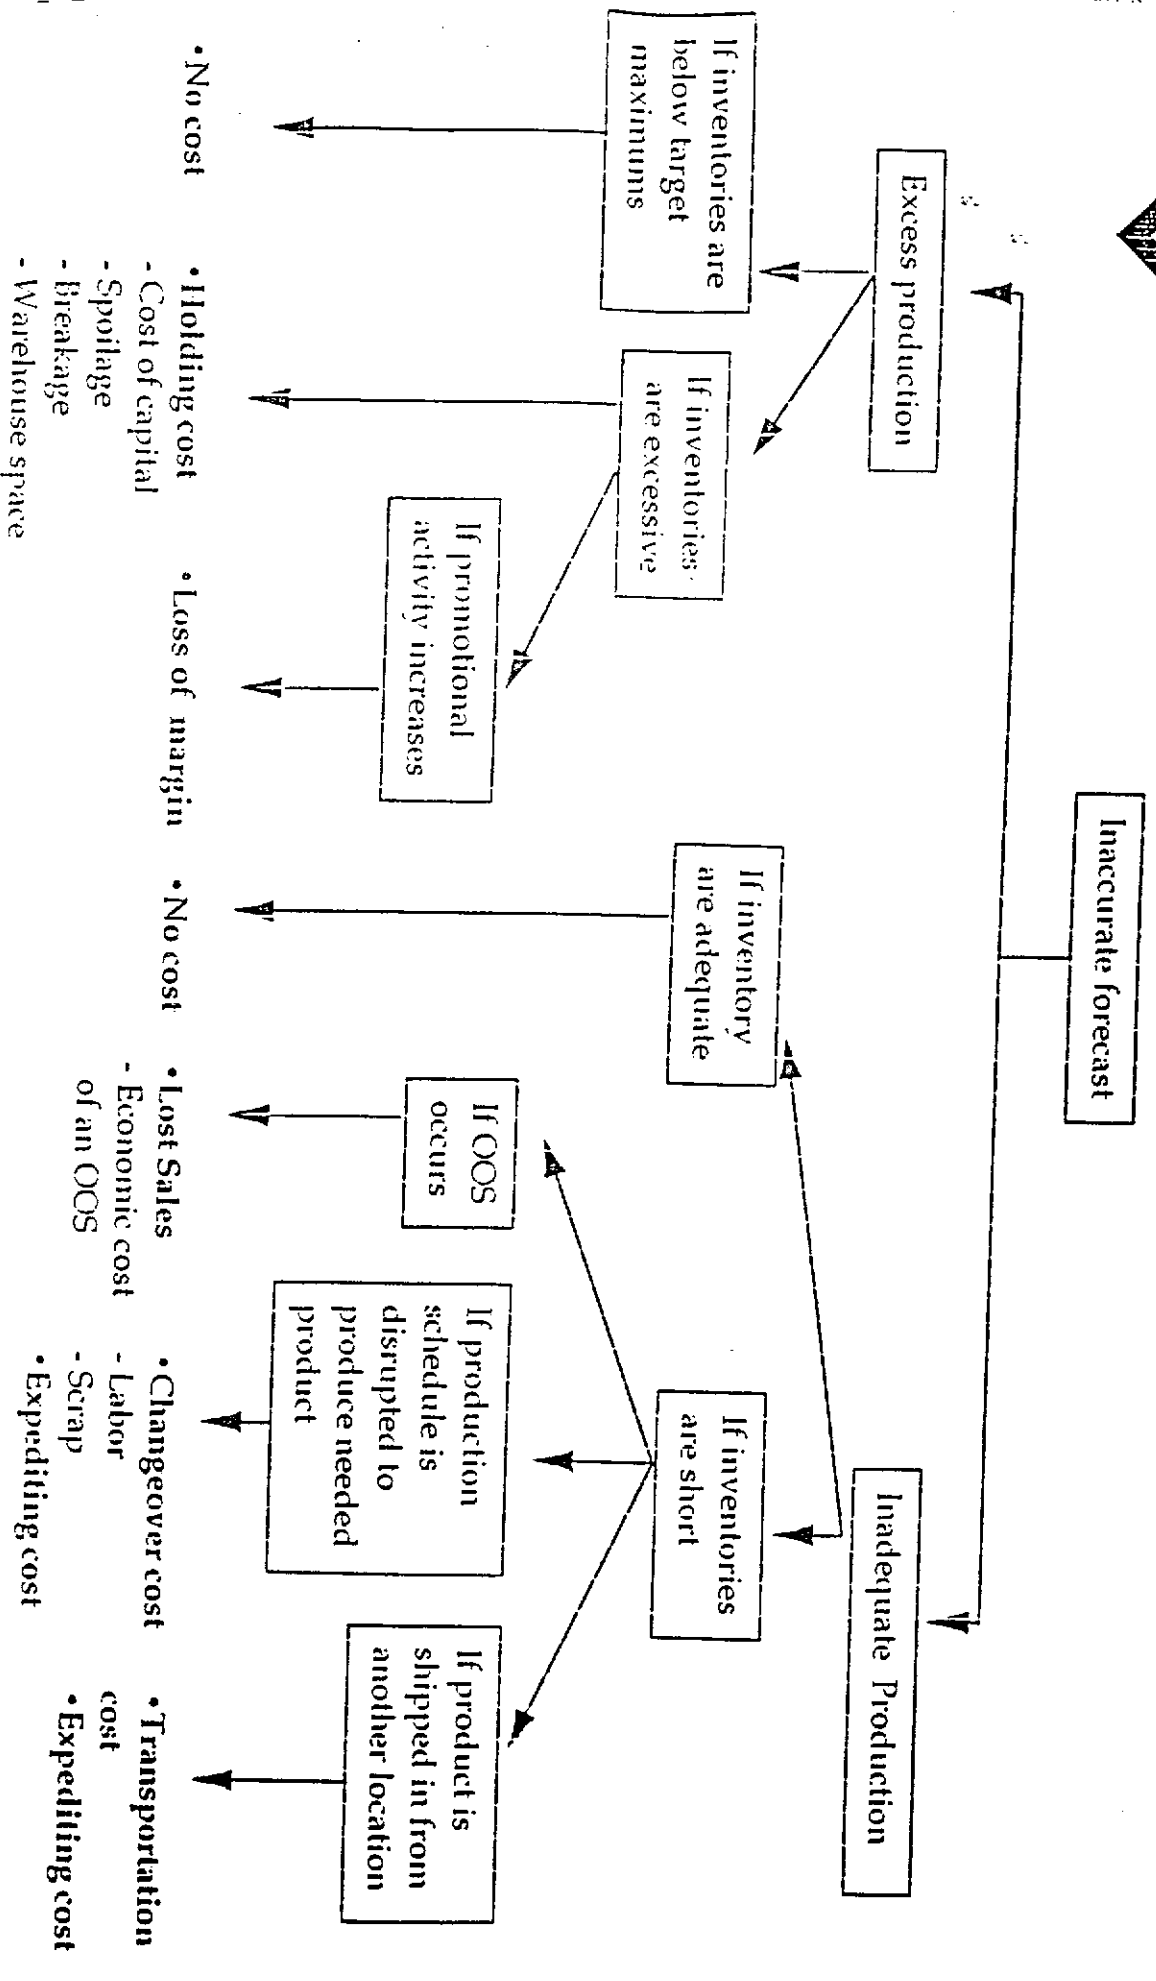 Inaccurate forecast
Excess production
Inadequate Production
If inventories are
below target
maximums
If inventories
are excessive
If inventory
are adequate
If inventories
are short
If promotional
activity increases
If OOS
occurs
If production
schedule is
disrupted to
produce needed
product
If product is
shipped in from
another location
• No cost
• Holding cost
- Cost of capital
- Spoilage
- Breakage
- Warehouse space
• Loss of margin
• No cost
• Lost Sales
- Economic cost
of an OOS
• Changeover cost
- Labor
- Scrap
• Expediting cost
• Transportation
cost
• Expediting cost